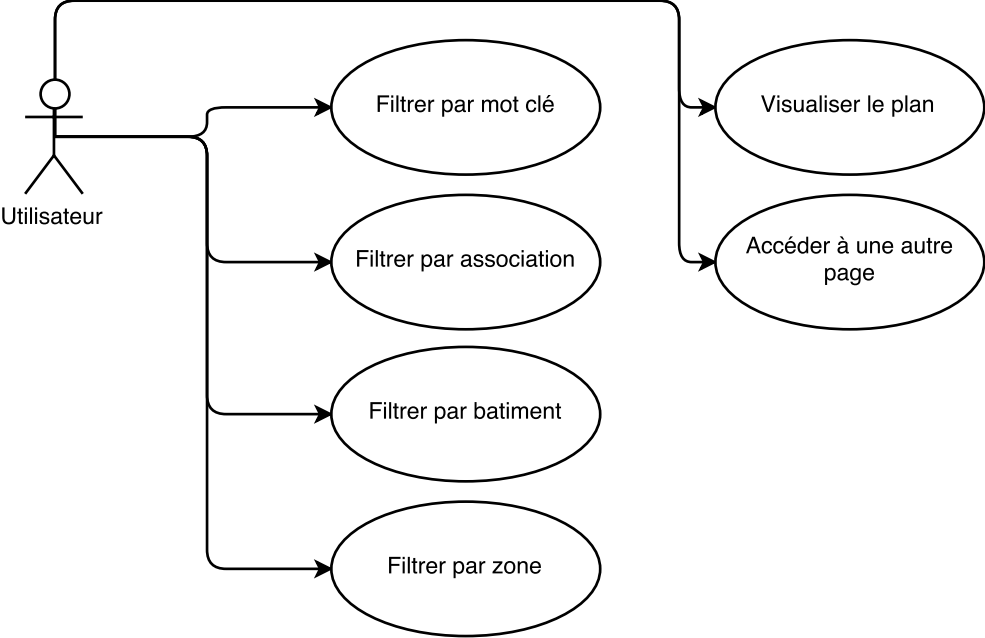 Utilisateur
Filtrer par mot clé
Filtrer par association
Filtrer par batiment
Filtrer par zone
Visualiser le plan
Accéder à une autre
page